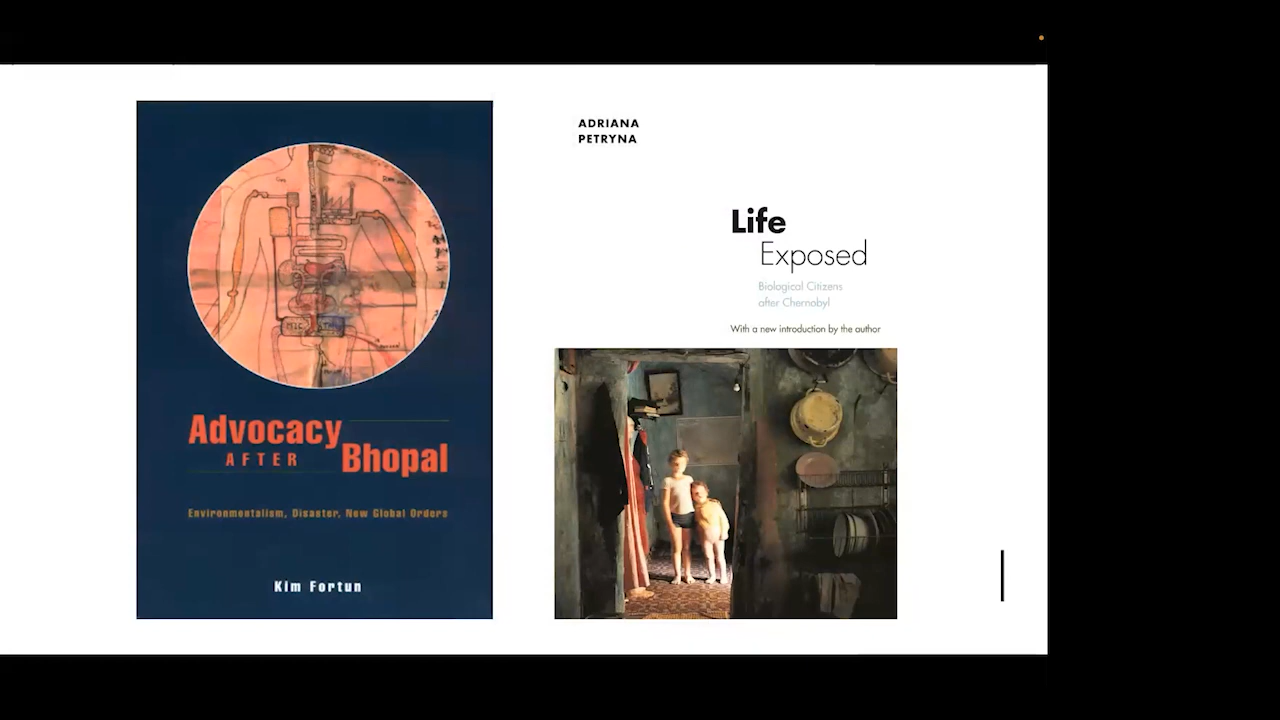 Advocacy
AFTER Bhopal
Environmentalism, Disaster, New Global Orders
Kim Fortun
MIC
ADRIANA
PETRYNA
Life
Exposed
Biological Citizens
after Chernobyl
With a new introduction by the author